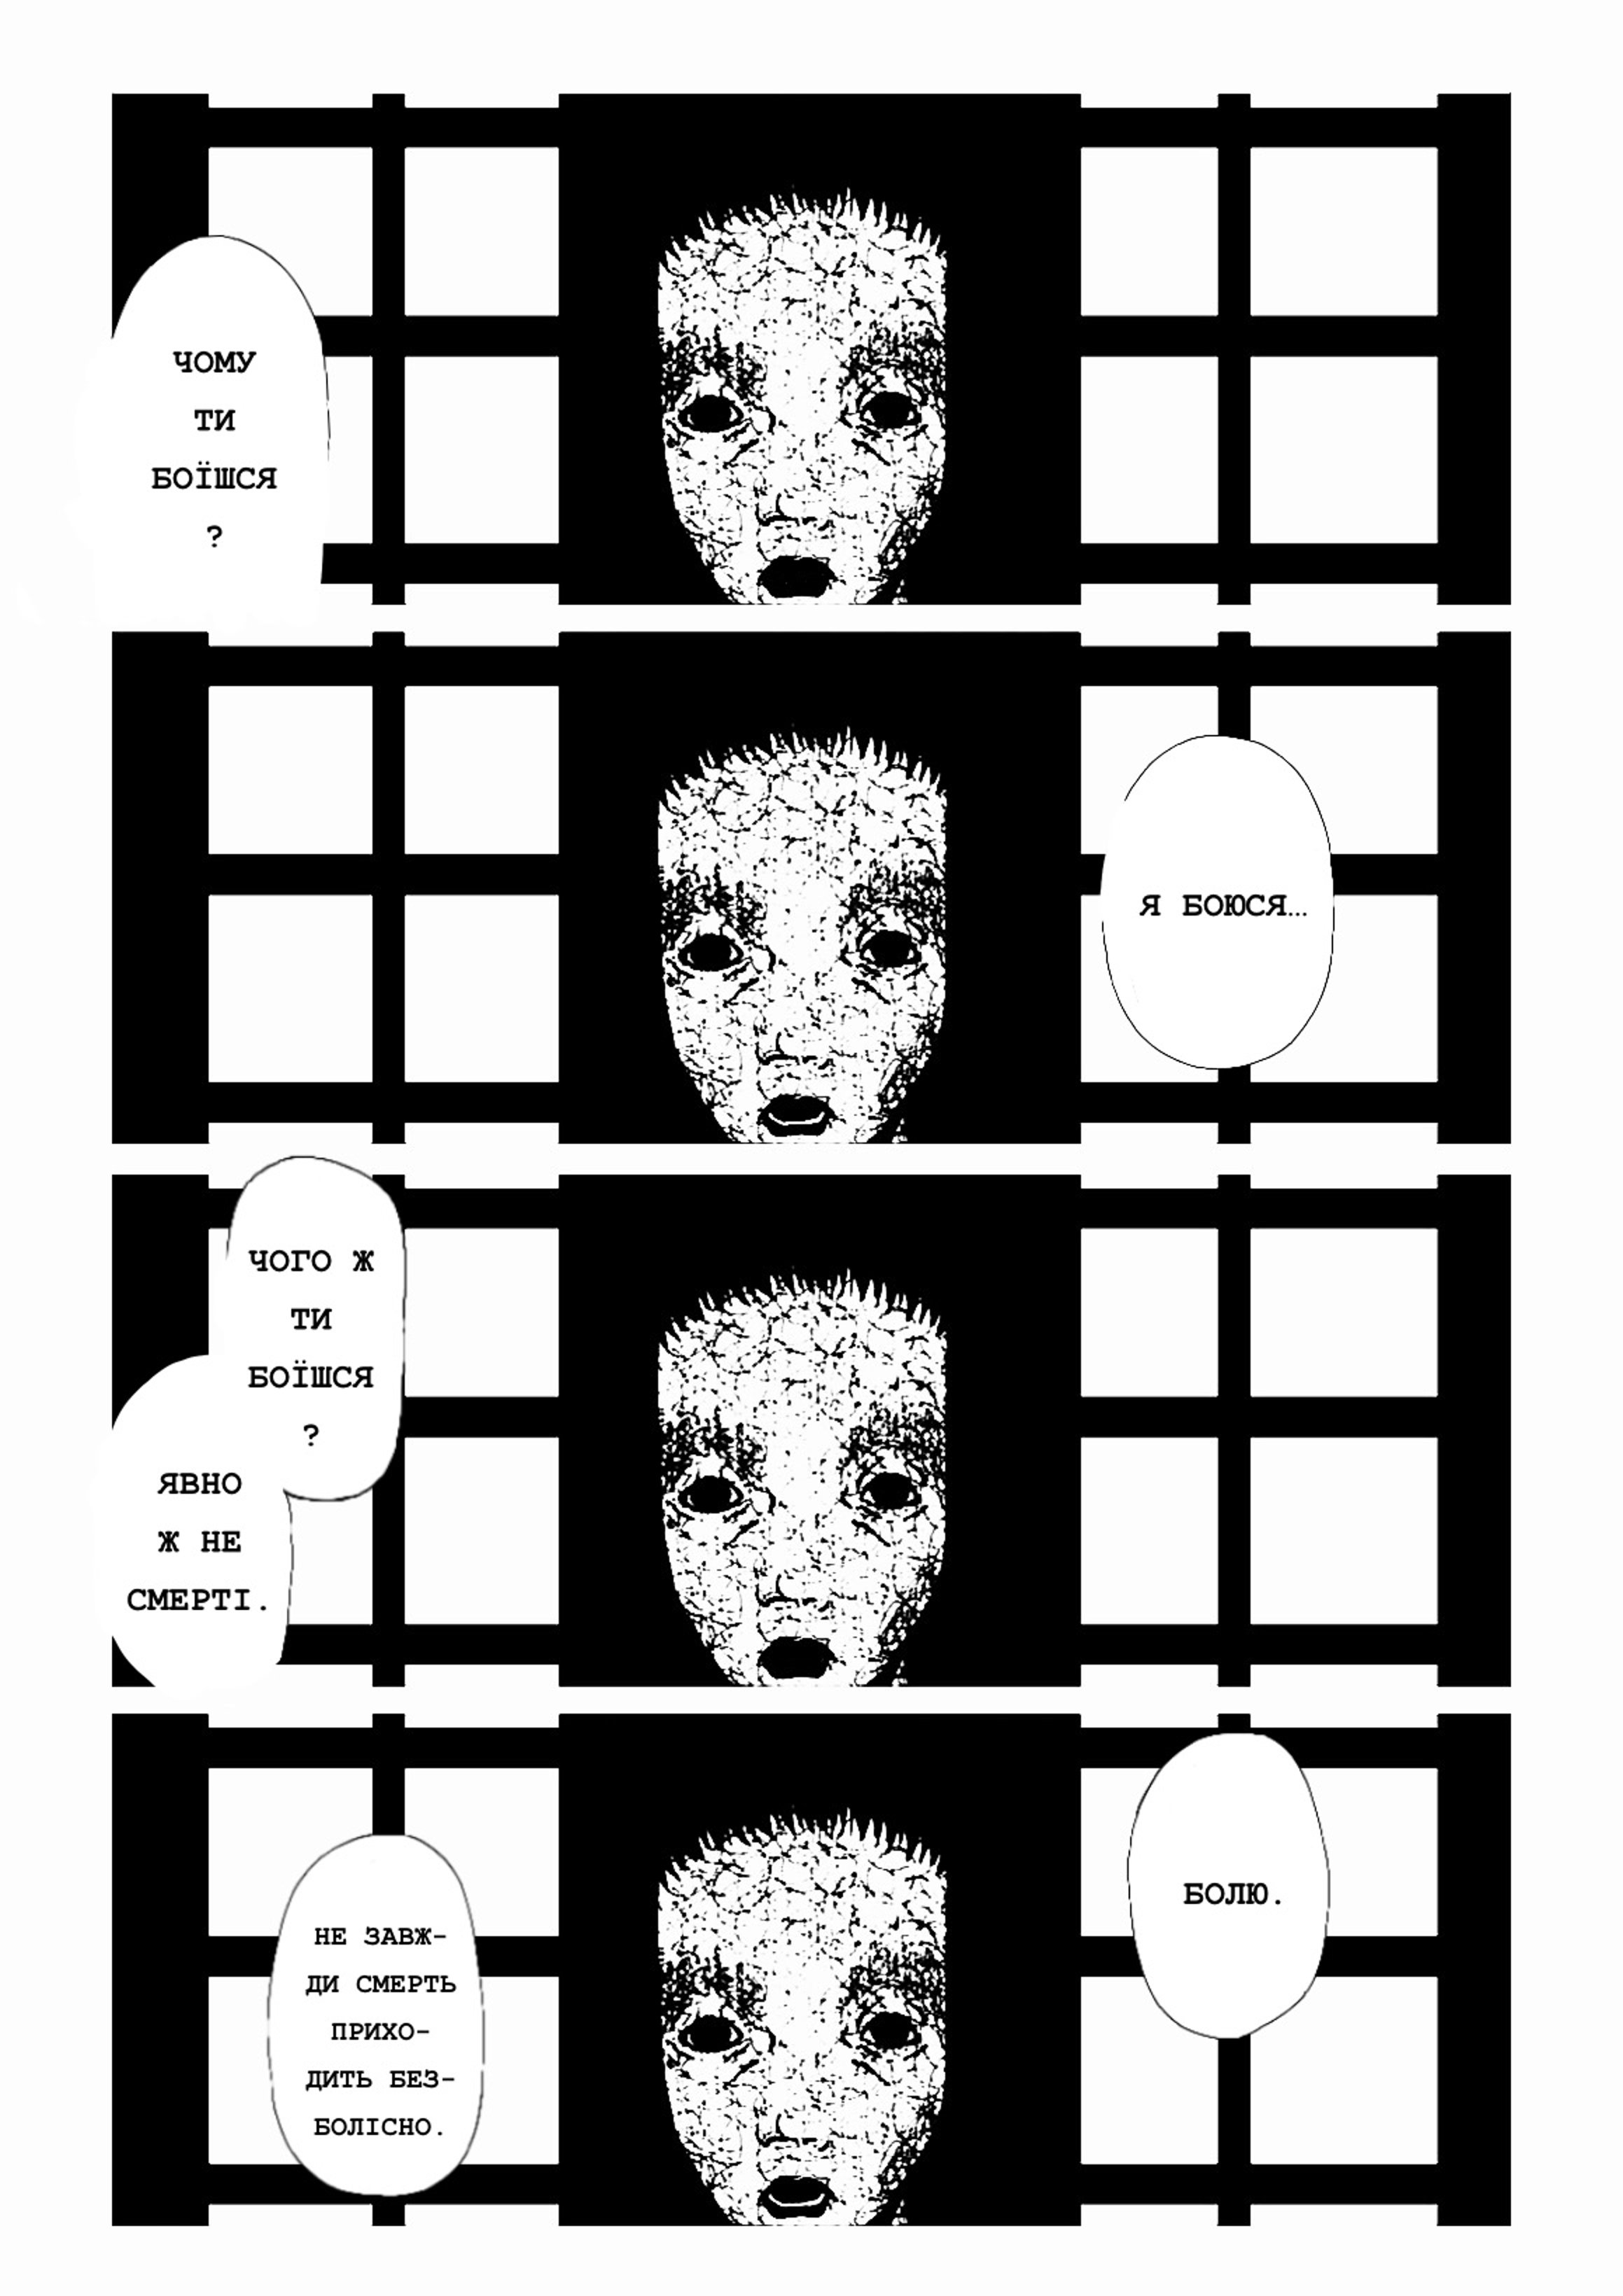 ЧОМУ
ТИ
БОЇШСЯ
?
Я БОЮСЯ…
ЧОГО Ж
ТИ
БОЇШСЯ
?
ЯВНО
Ж НЕ
СМЕРТІ.
БОЛЮ.
НЕ ЗАВЖ-
ДИ СМЕРТЬ
ПРИХО-
ДИТЬ БЕЗ-
БОЛІСНО.